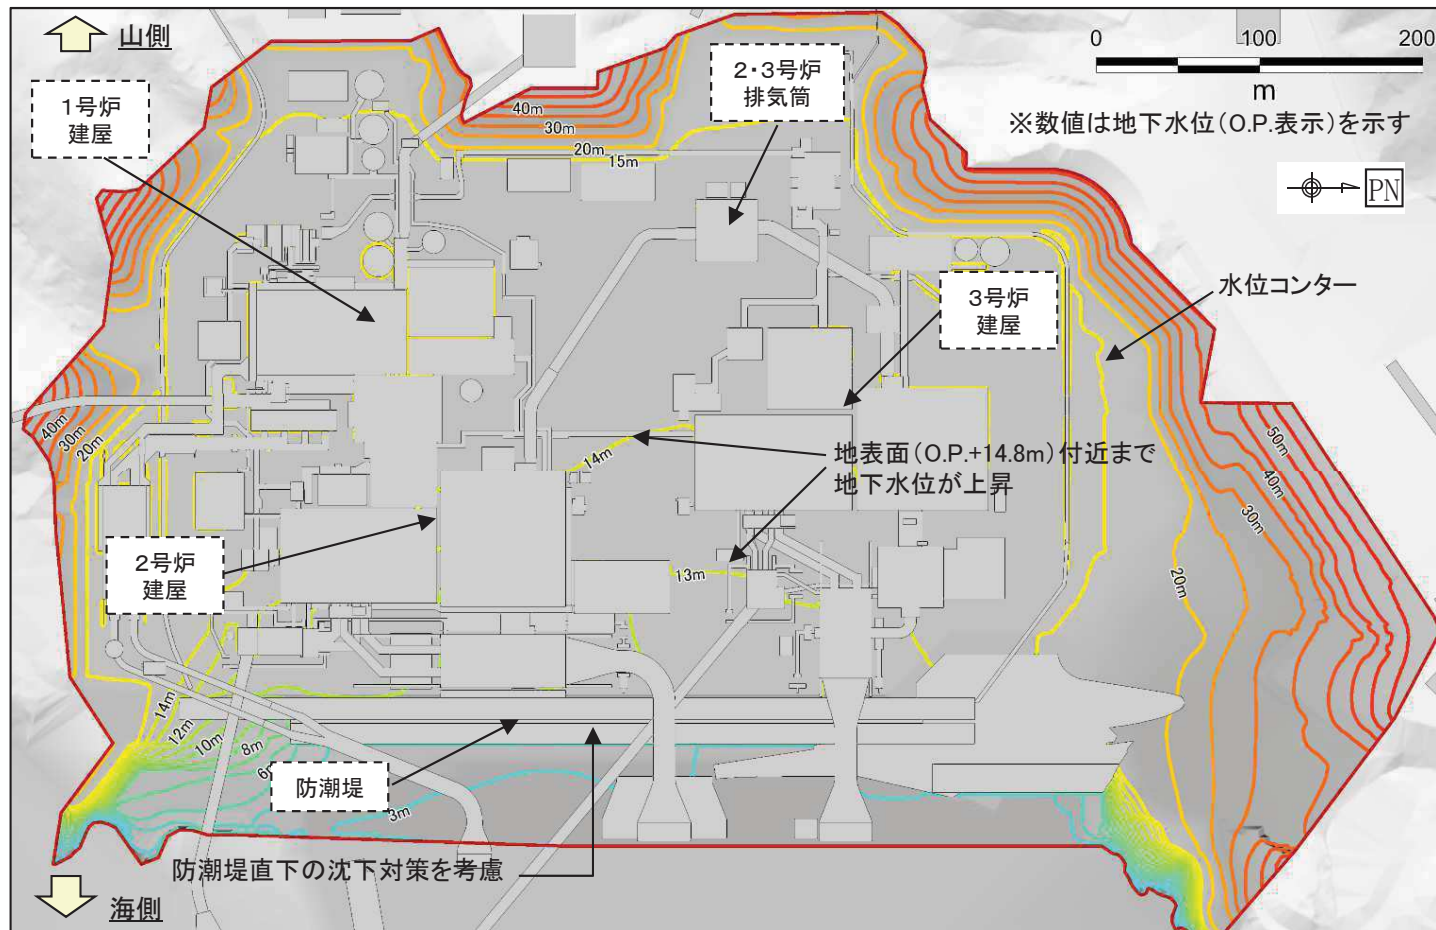 山側
1号炉
建屋
2・3号炉
排気筒
0 100 200
m
※数値は地下水位(O.P.表示)を示す
PN
40m
30m
20m
15m
水位コンター
3号炉
建屋
40m
30m
20m
14m
地表面(O.P.+14.8m)付近まで
地下水位が上昇
50m
40m
30m
20m
2号炉
建屋
13m
14m
12m
10m
8m
防潮堤
3m
防潮堤直下の沈下対策を考慮
海側